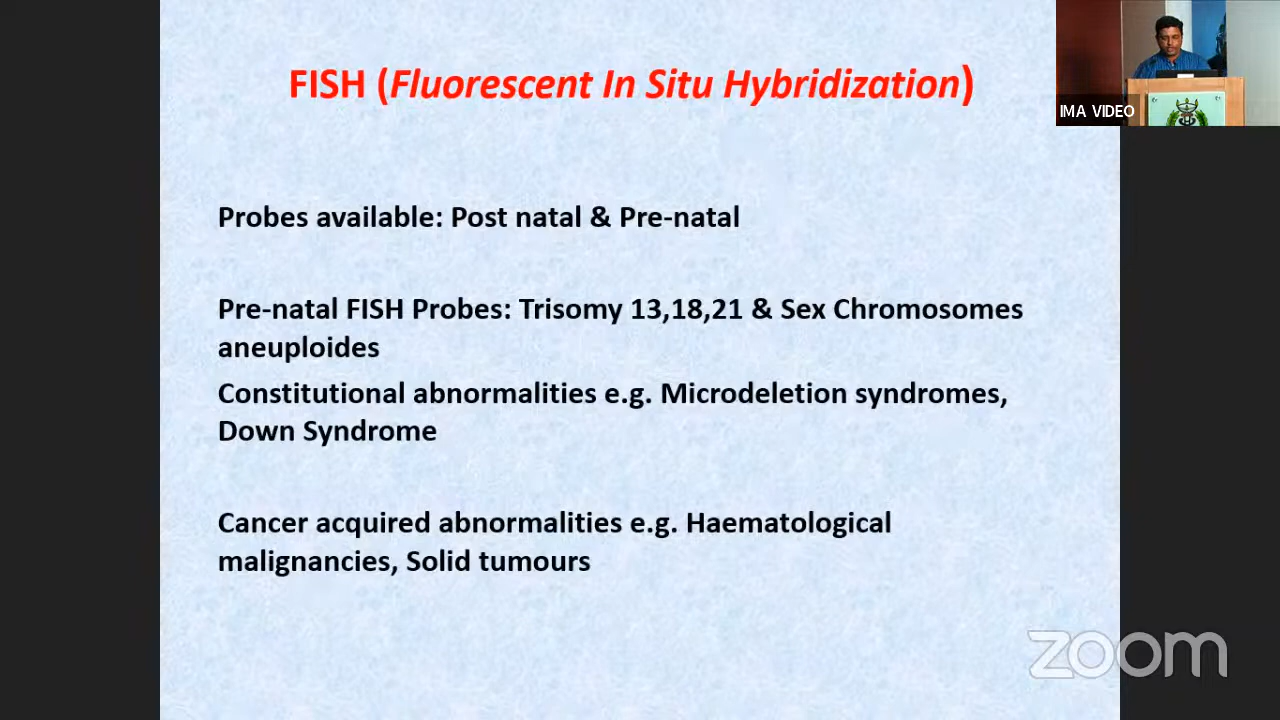 FISH (Fluorescent In Situ Hybridization)
IMA VIDEO
Probes available: Post natal & Pre-natal
Pre-natal FISH Probes: Trisomy 13,18,21 & Sex Chromosomes
aneuploides
Constitutional abnormalities e.g. Microdeletion syndromes,
Down Syndrome
Cancer acquired abnormalities e.g. Haematological
malignancies, Solid tumours
zoom